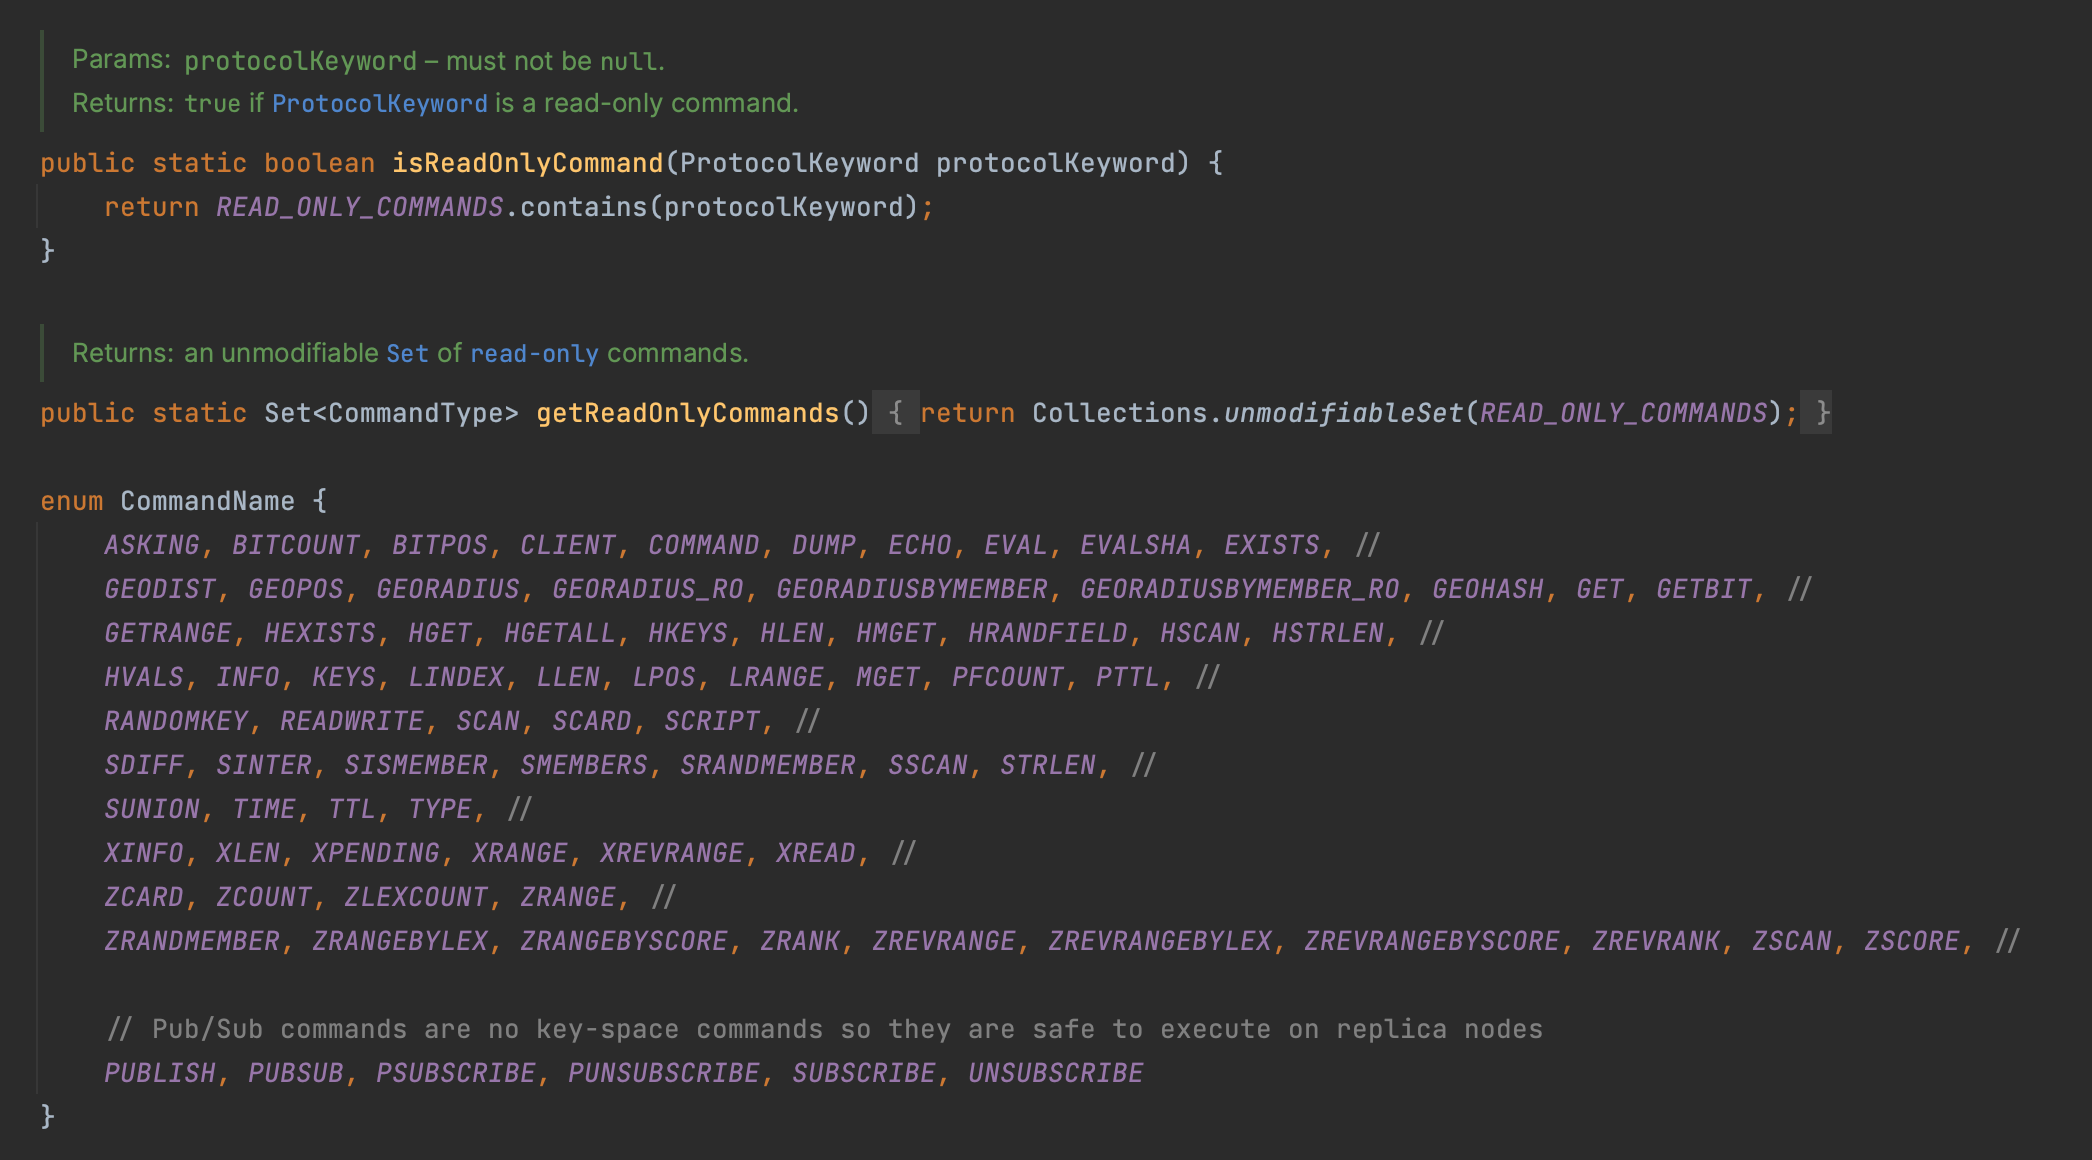 Params: protocolKeyword – must not be null.
Returns: true if ProtocolKeyword is a read-only command.
public static boolean isReadOnlyCommand(ProtocolKeyword protocolKeyword) {
    return READ_ONLY_COMMANDS.contains(protocolKeyword);
}
Returns: an unmodifiable Set of read-only commands.
public static Set<CommandType> getReadOnlyCommands() { return Collections.unmodifiableSet(READ_ONLY_COMMANDS); }
enum CommandName {
    ASKING, BITCOUNT, BITPOS, CLIENT, COMMAND, DUMP, ECHO, EVAL, EVALSHA, EXISTS, //
    GEODIST, GEOPOS, GEORADIUS, GEORADIUS_RO, GEORADIUSBYMEMBER, GEORADIUSBYMEMBER_RO, GEOHASH, GET, GETBIT, //
    GETRANGE, HEXISTS, HGET, HGETALL, HKEYS, HLEN, HMGET, HRANDFIELD, HSCAN, HSTRLEN, //
    HVALS, INFO, KEYS, LINDEX, LLEN, LPOS, LRANGE, MGET, PFCOUNT, PTTL, //
    RANDOMKEY, READWRITE, SCAN, SCARD, SCRIPT, //
    SDIFF, SINTER, SISMEMBER, SMEMBERS, SRANDMEMBER, SSCAN, STRLEN, //
    SUNION, TIME, TTL, TYPE, //
    XINFO, XLEN, XPENDING, XRANGE, XREVRANGE, XREAD, //
    ZCARD, ZCOUNT, ZLEXCOUNT, ZRANGE, //
    ZRANDMEMBER, ZRANGEBYLEX, ZRANGEBYSCORE, ZRANK, ZREVRANGE, ZREVRANGEBYLEX, ZREVRANGEBYSCORE, ZREVRANK, ZSCAN, ZSCORE, //
    // Pub/Sub commands are no key-space commands so they are safe to execute on replica nodes
    PUBLISH, PUBSUB, PSUBSCRIBE, PUNSUBSCRIBE, SUBSCRIBE, UNSUBSCRIBE
}